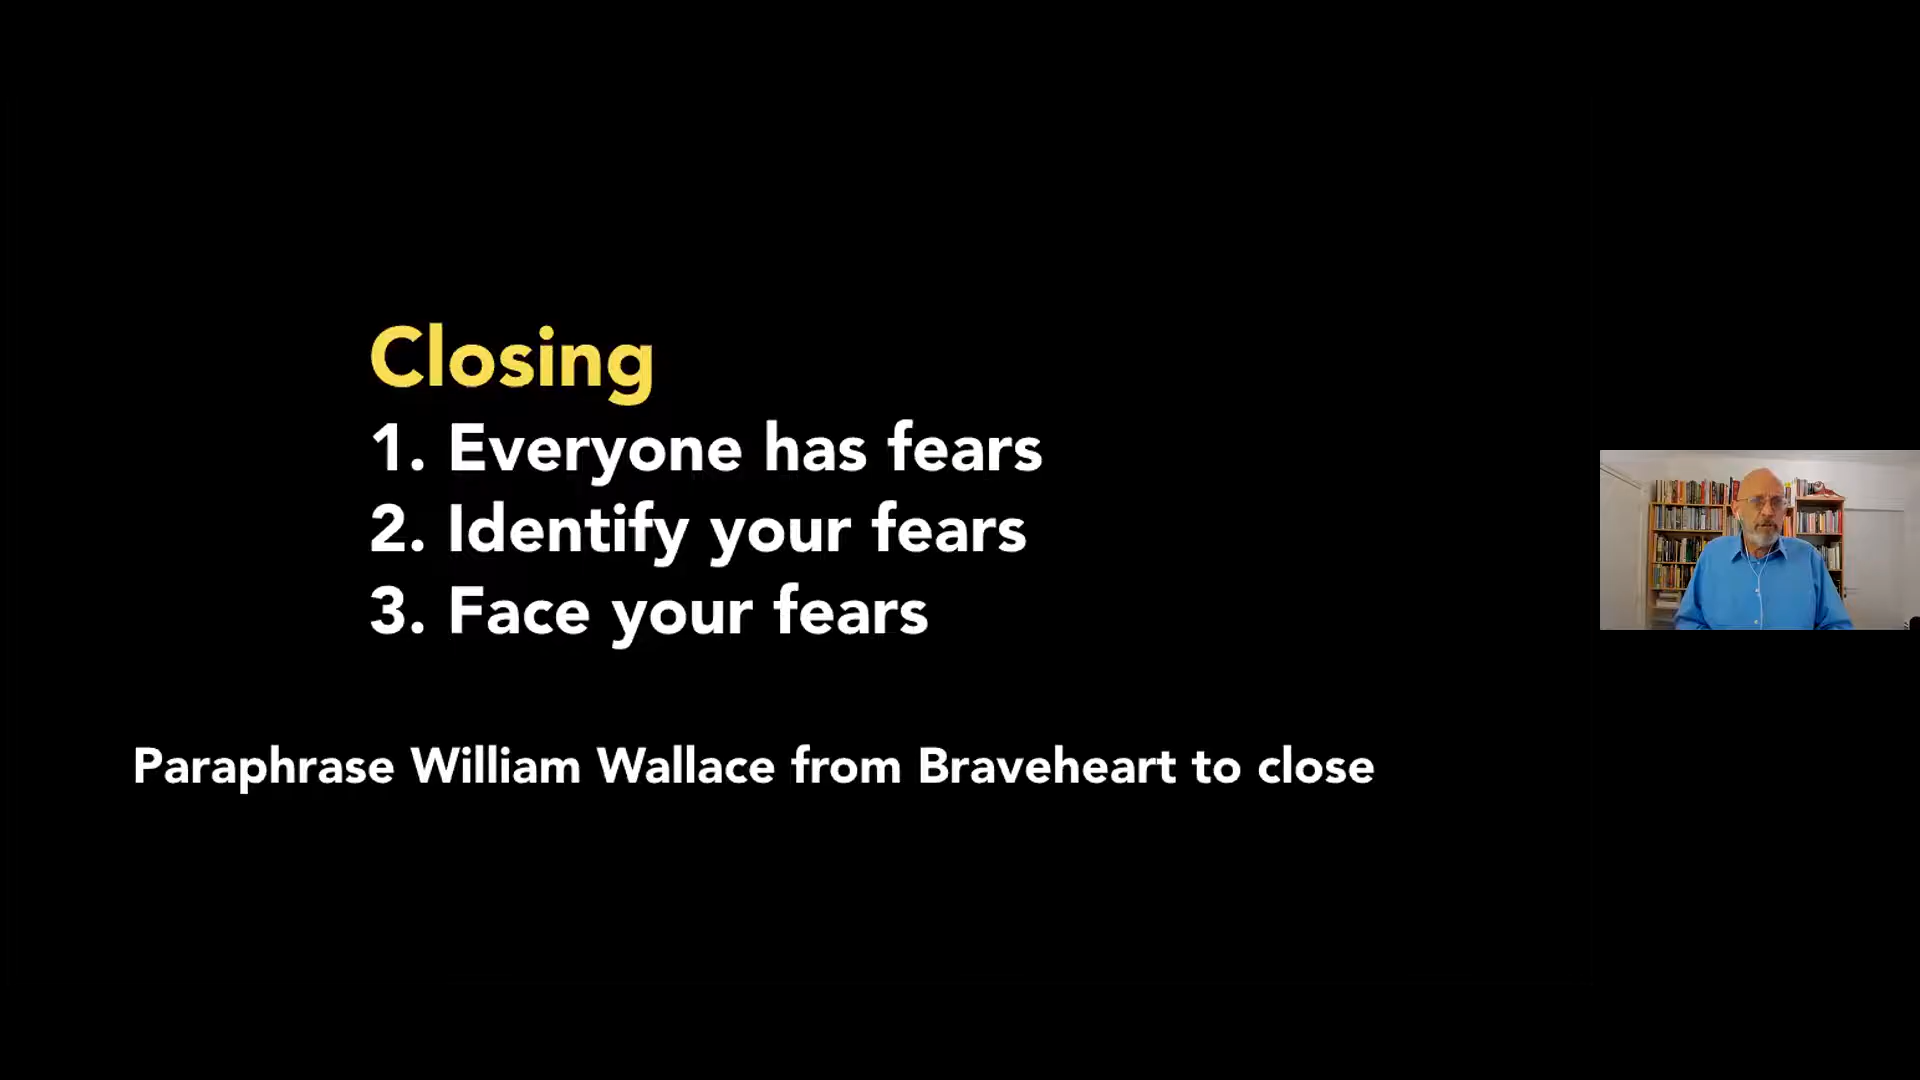 Closing
1. Everyone has fears
2. Identify your fears
3. Face your fears
Paraphrase William Wallace from Braveheart to close